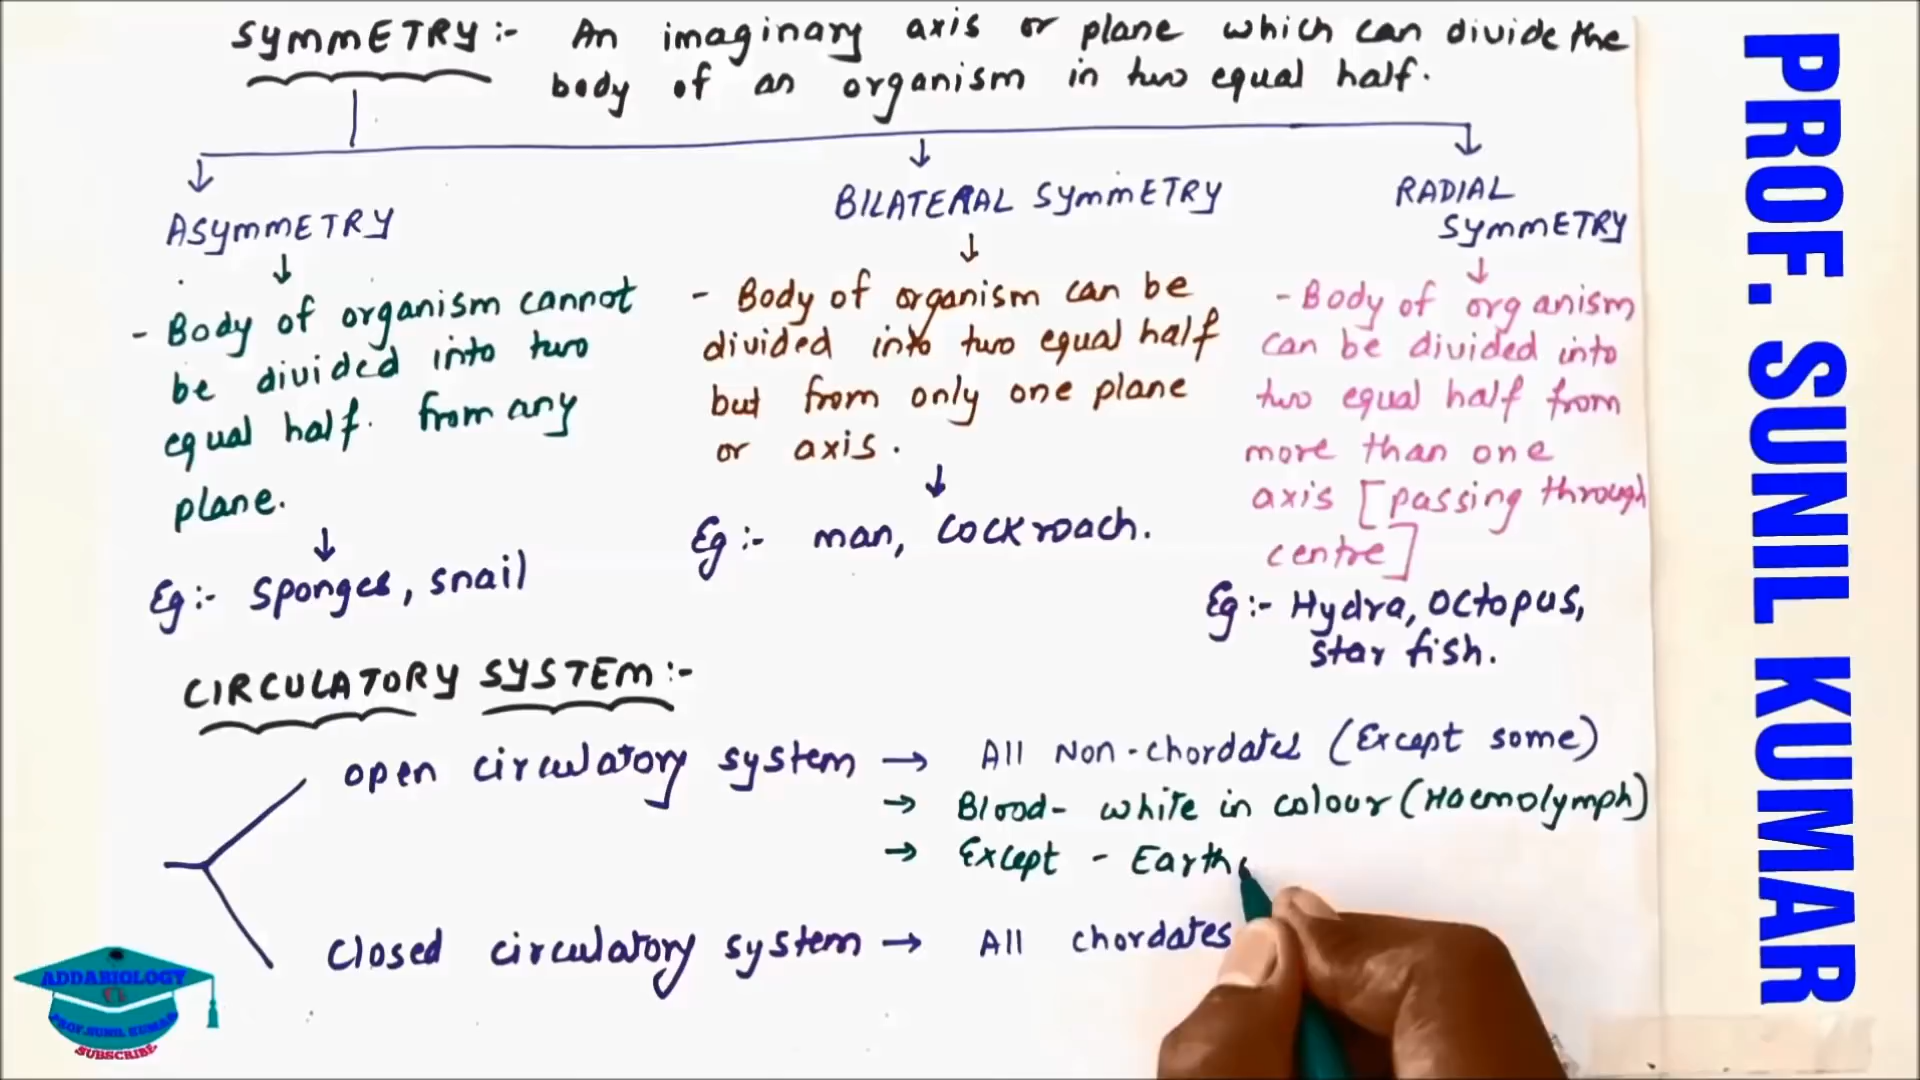 SYMMETRY :- An imaginary axis or plane which can divide the
body of an organism in two equal half.
ASYMMETRY
- Body of organism cannot
be divided into two
equal half. from any
plane.
Eg :- Sponges, snail
BILATERAL SYMMETRY
- Body of organism can be
divided into two equal half
but from only one plane
or axis.
Eg :- man, Cockroach.
RADIAL
SYMMETRY
- Body of organism
can be divided into
two equal half from
more than one
axis [passing through
centre]
Eg :- Hydra, Octopus,
Star fish.
CIRCULATORY SYSTEM :-
open circulatory system → All Non-chordates (Except some)
→ Blood - white in colour (Haemolymph)
→ Except - Earth
Closed circulatory system → All chordates
PROF. SUNIL KUMAR
ADDABIOLOGY
PROF.SUNIL KUMAR
SUBSCRIBE